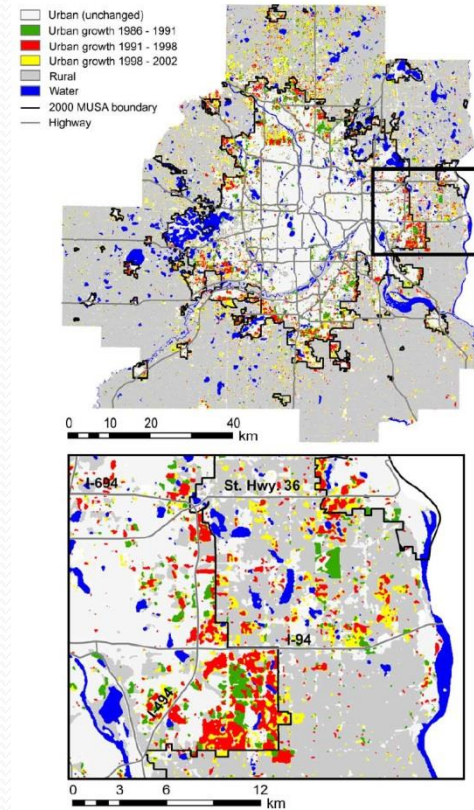 Urban (unchanged)
Urban growth 1986 - 1991
Urban growth 1991 - 1998
Urban growth 1998 - 2002
Rural
Water
2000 MUSA boundary
Highway
0 10 20 40
km
I-694
St. Hwy. 36
I-94
I-494
0 3 6 12
km